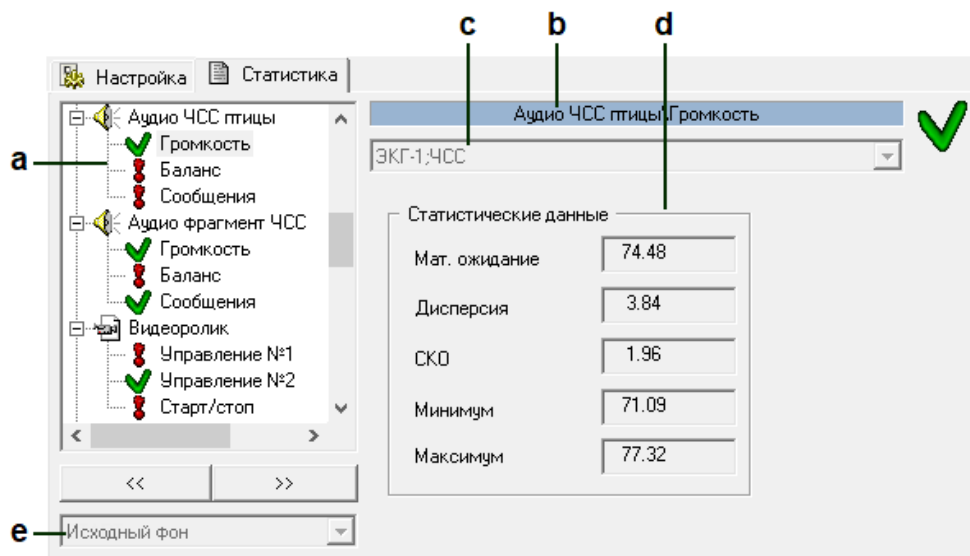 c b d
Настройка Статистика
Аудио ЧСС птицы
Громкость
Баланс
Сообщения
Аудио фрагмент ЧСС
Громкость
Баланс
Сообщения
Видеоролик
Управление №1
Управление №2
Старт/стоп
<< >>
Исходный фон
a
e
Аудио ЧСС птицы\Громкость
ЭКГ-1;ЧСС
Статистические данные
Мат. ожидание 74.48
Дисперсия 3.84
СКО 1.96
Минимум 71.09
Максимум 77.32